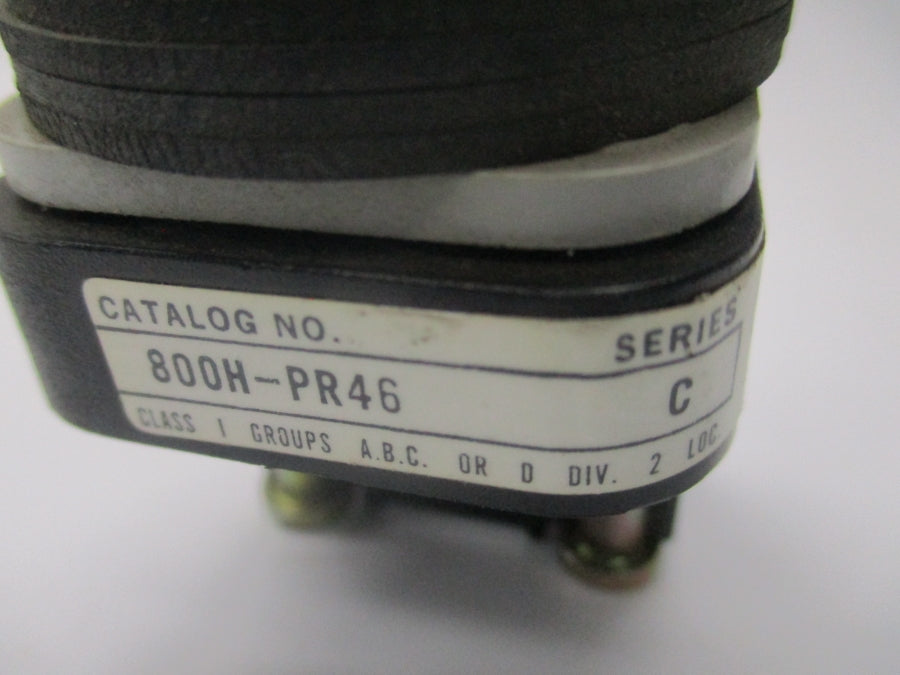 CATALOG NO. SERIES
800H-PR46 C
CLASS I GROUPS A.B.C. OR D DIV. 2 LOC